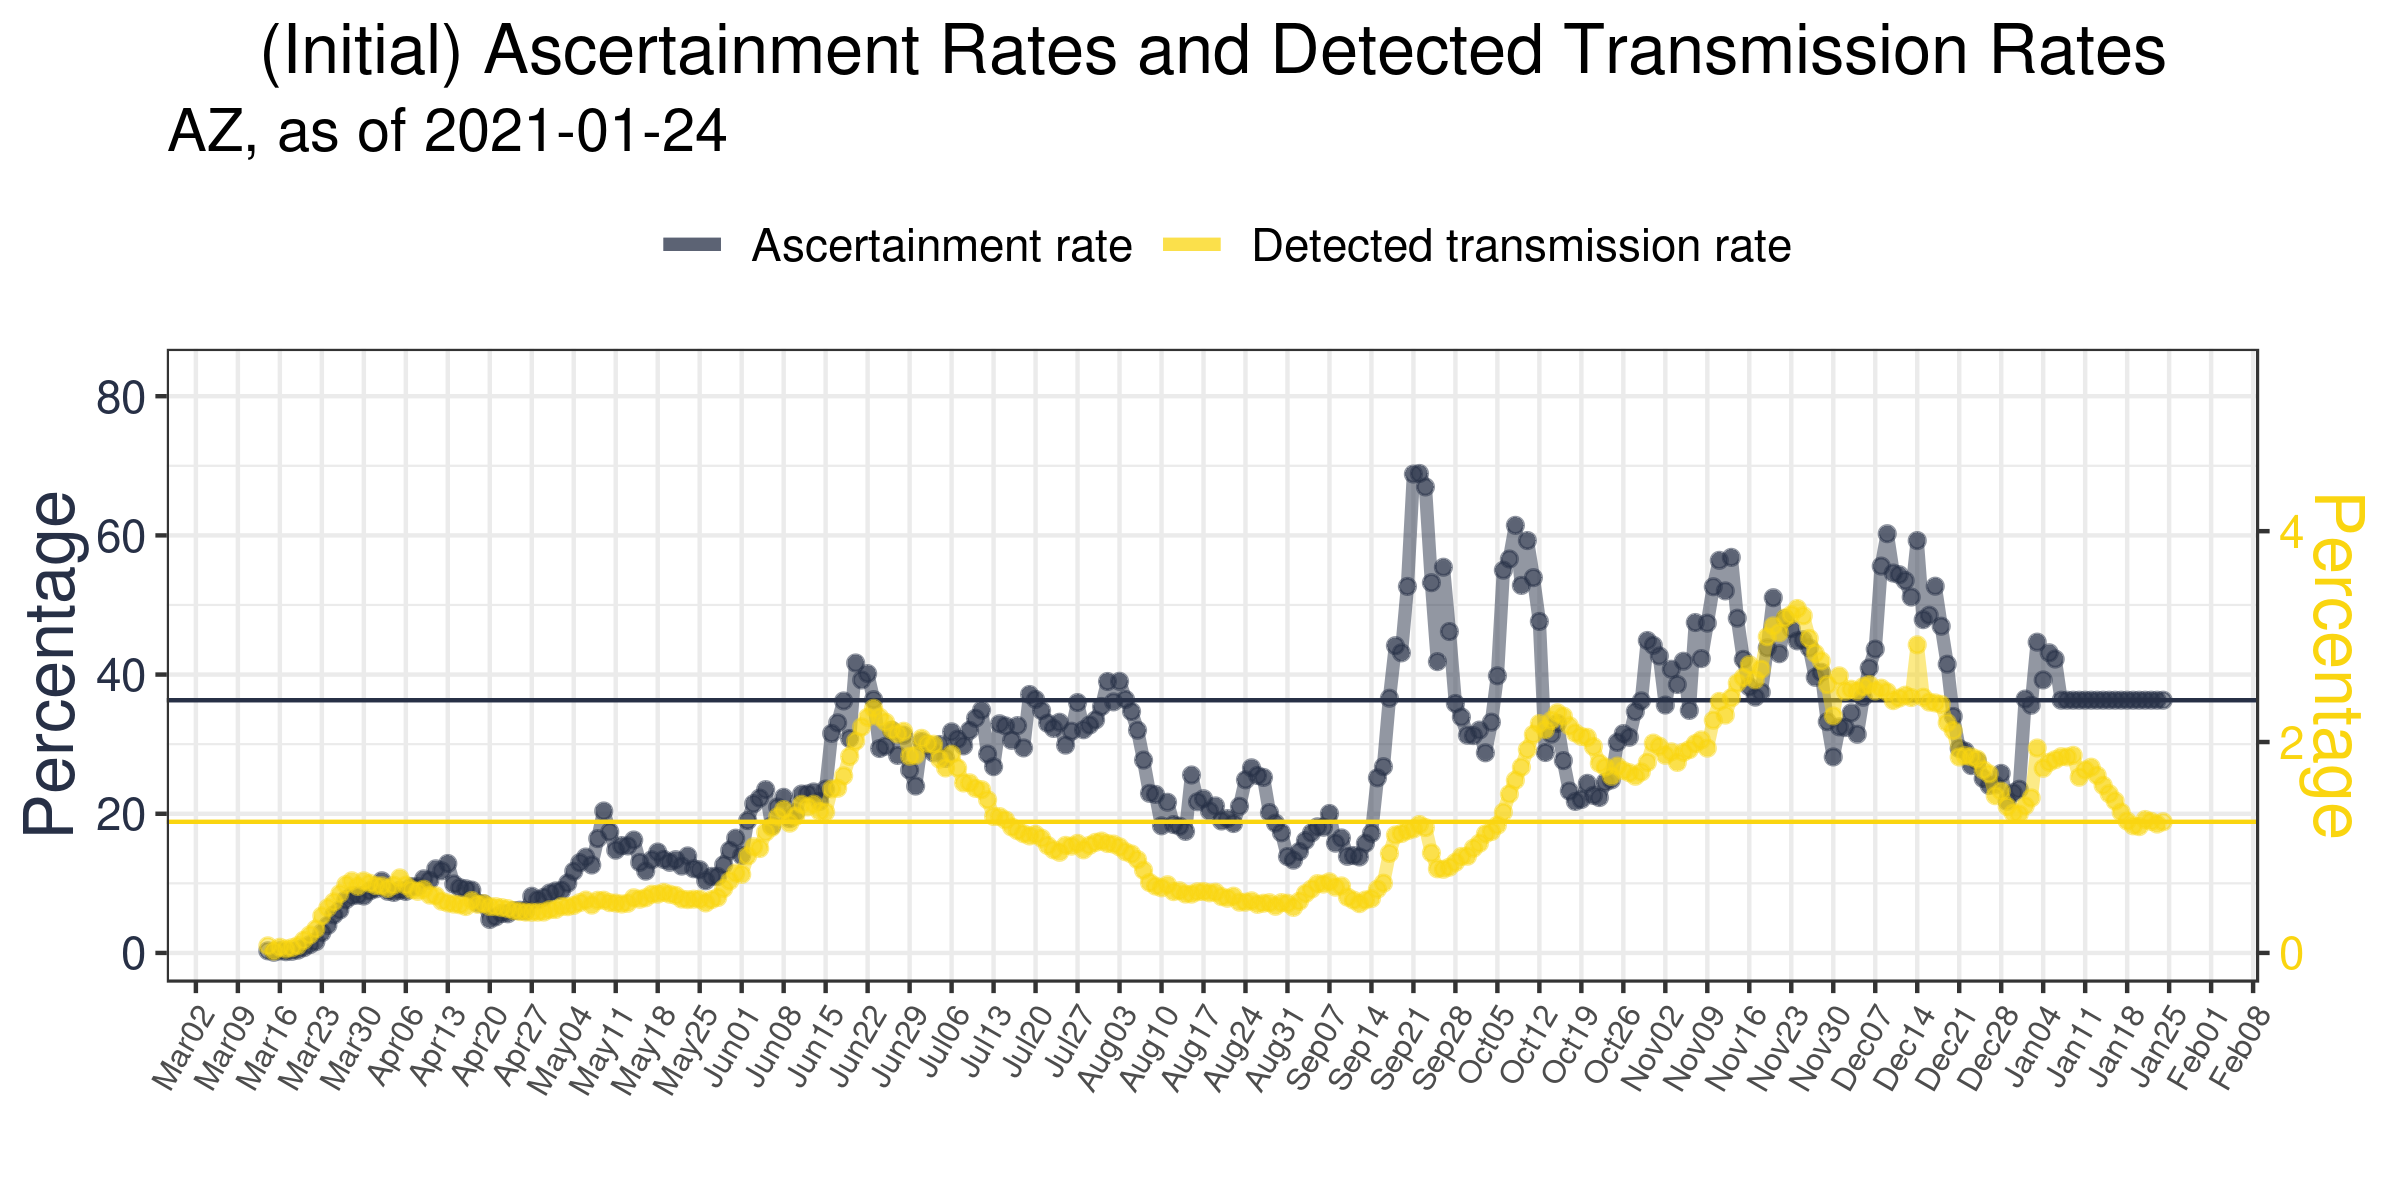 (Initial) Ascertainment Rates and Detected Transmission Rates
AZ, as of 2021-01-24
Ascertainment rate Detected transmission rate
Percentage
80
60
40
20
0
4
2
0
Percentage
Mar02 Mar09 Mar16 Mar23 Mar30 Apr06 Apr13 Apr20 Apr27 May04 May11 May18 May25 Jun01 Jun08 Jun15 Jun22 Jun29 Jul06 Jul13 Jul20 Jul27 Aug03 Aug10 Aug17 Aug24 Aug31 Sep07 Sep14 Sep21 Sep28 Oct05 Oct12 Oct19 Oct26 Nov02 Nov09 Nov16 Nov23 Nov30 Dec07 Dec14 Dec21 Dec28 Jan04 Jan11 Jan18 Jan25 Feb01 Feb08